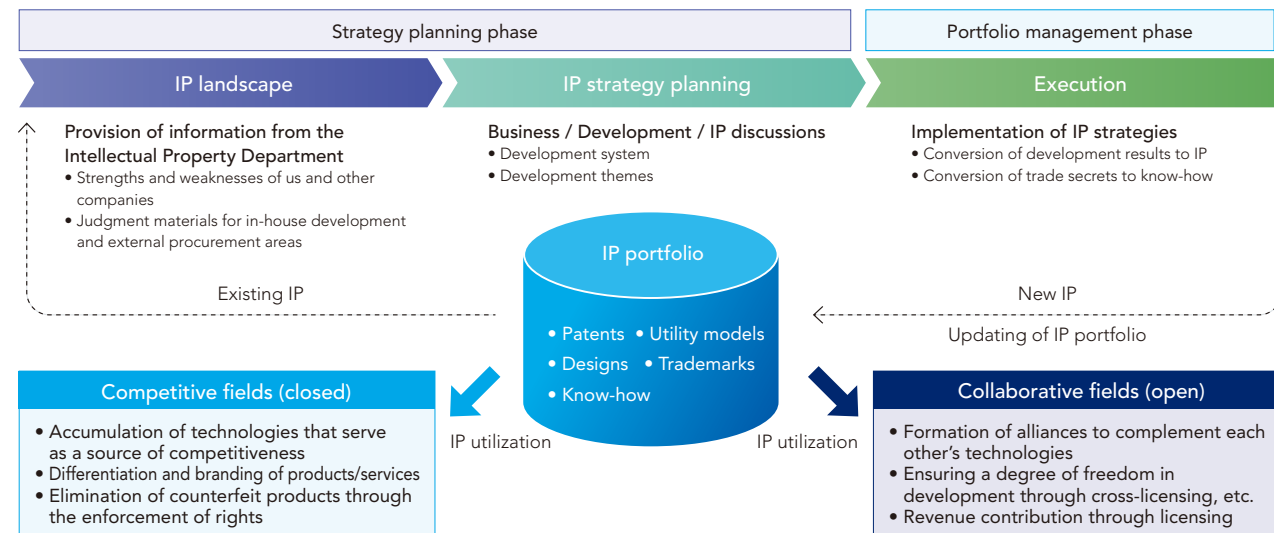 Strategy planning phase
Portfolio management phase
IP landscape
IP strategy planning
Execution
Provision of information from the
Intellectual Property Department
• Strengths and weaknesses of us and other
companies
• Judgment materials for in-house development
and external procurement areas
Business / Development / IP discussions
• Development system
• Development themes
Implementation of IP strategies
• Conversion of development results to IP
• Conversion of trade secrets to know-how
IP portfolio
• Patents • Utility models
• Designs • Trademarks
• Know-how
Existing IP
New IP
Updating of IP portfolio
Competitive fields (closed)
• Accumulation of technologies that serve
as a source of competitiveness
• Differentiation and branding of products/services
• Elimination of counterfeit products through
the enforcement of rights
IP utilization
IP utilization
Collaborative fields (open)
• Formation of alliances to complement each
other’s technologies
• Ensuring a degree of freedom in
development through cross-licensing, etc.
• Revenue contribution through licensing